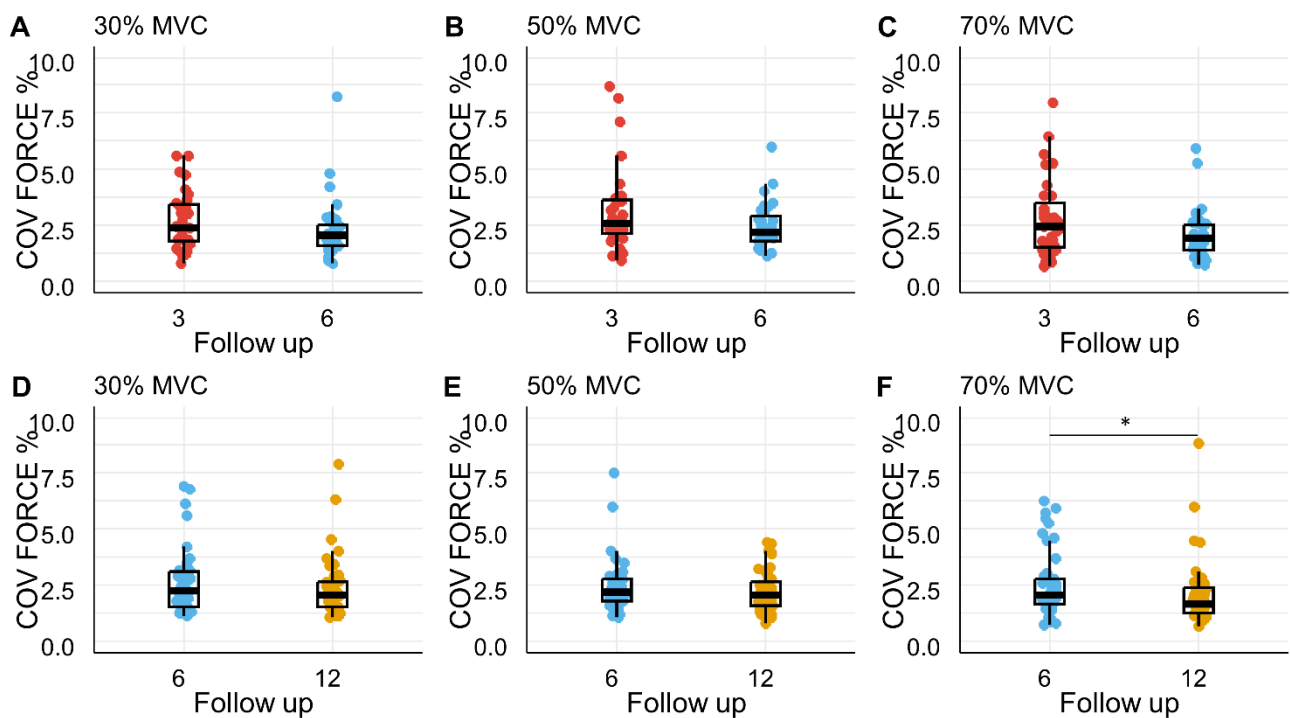 A 30% MVC
COV FORCE %
10.0
7.5
5.0
2.5
0.0
3 6
Follow up
B 50% MVC
COV FORCE %
10.0
7.5
5.0
2.5
0.0
3 6
Follow up
C 70% MVC
COV FORCE %
10.0
7.5
5.0
2.5
0.0
3 6
Follow up
D 30% MVC
COV FORCE %
10.0
7.5
5.0
2.5
0.0
6 12
Follow up
E 50% MVC
COV FORCE %
10.0
7.5
5.0
2.5
0.0
6 12
Follow up
F 70% MVC
COV FORCE %
10.0
7.5
5.0
2.5
0.0
*
6 12
Follow up